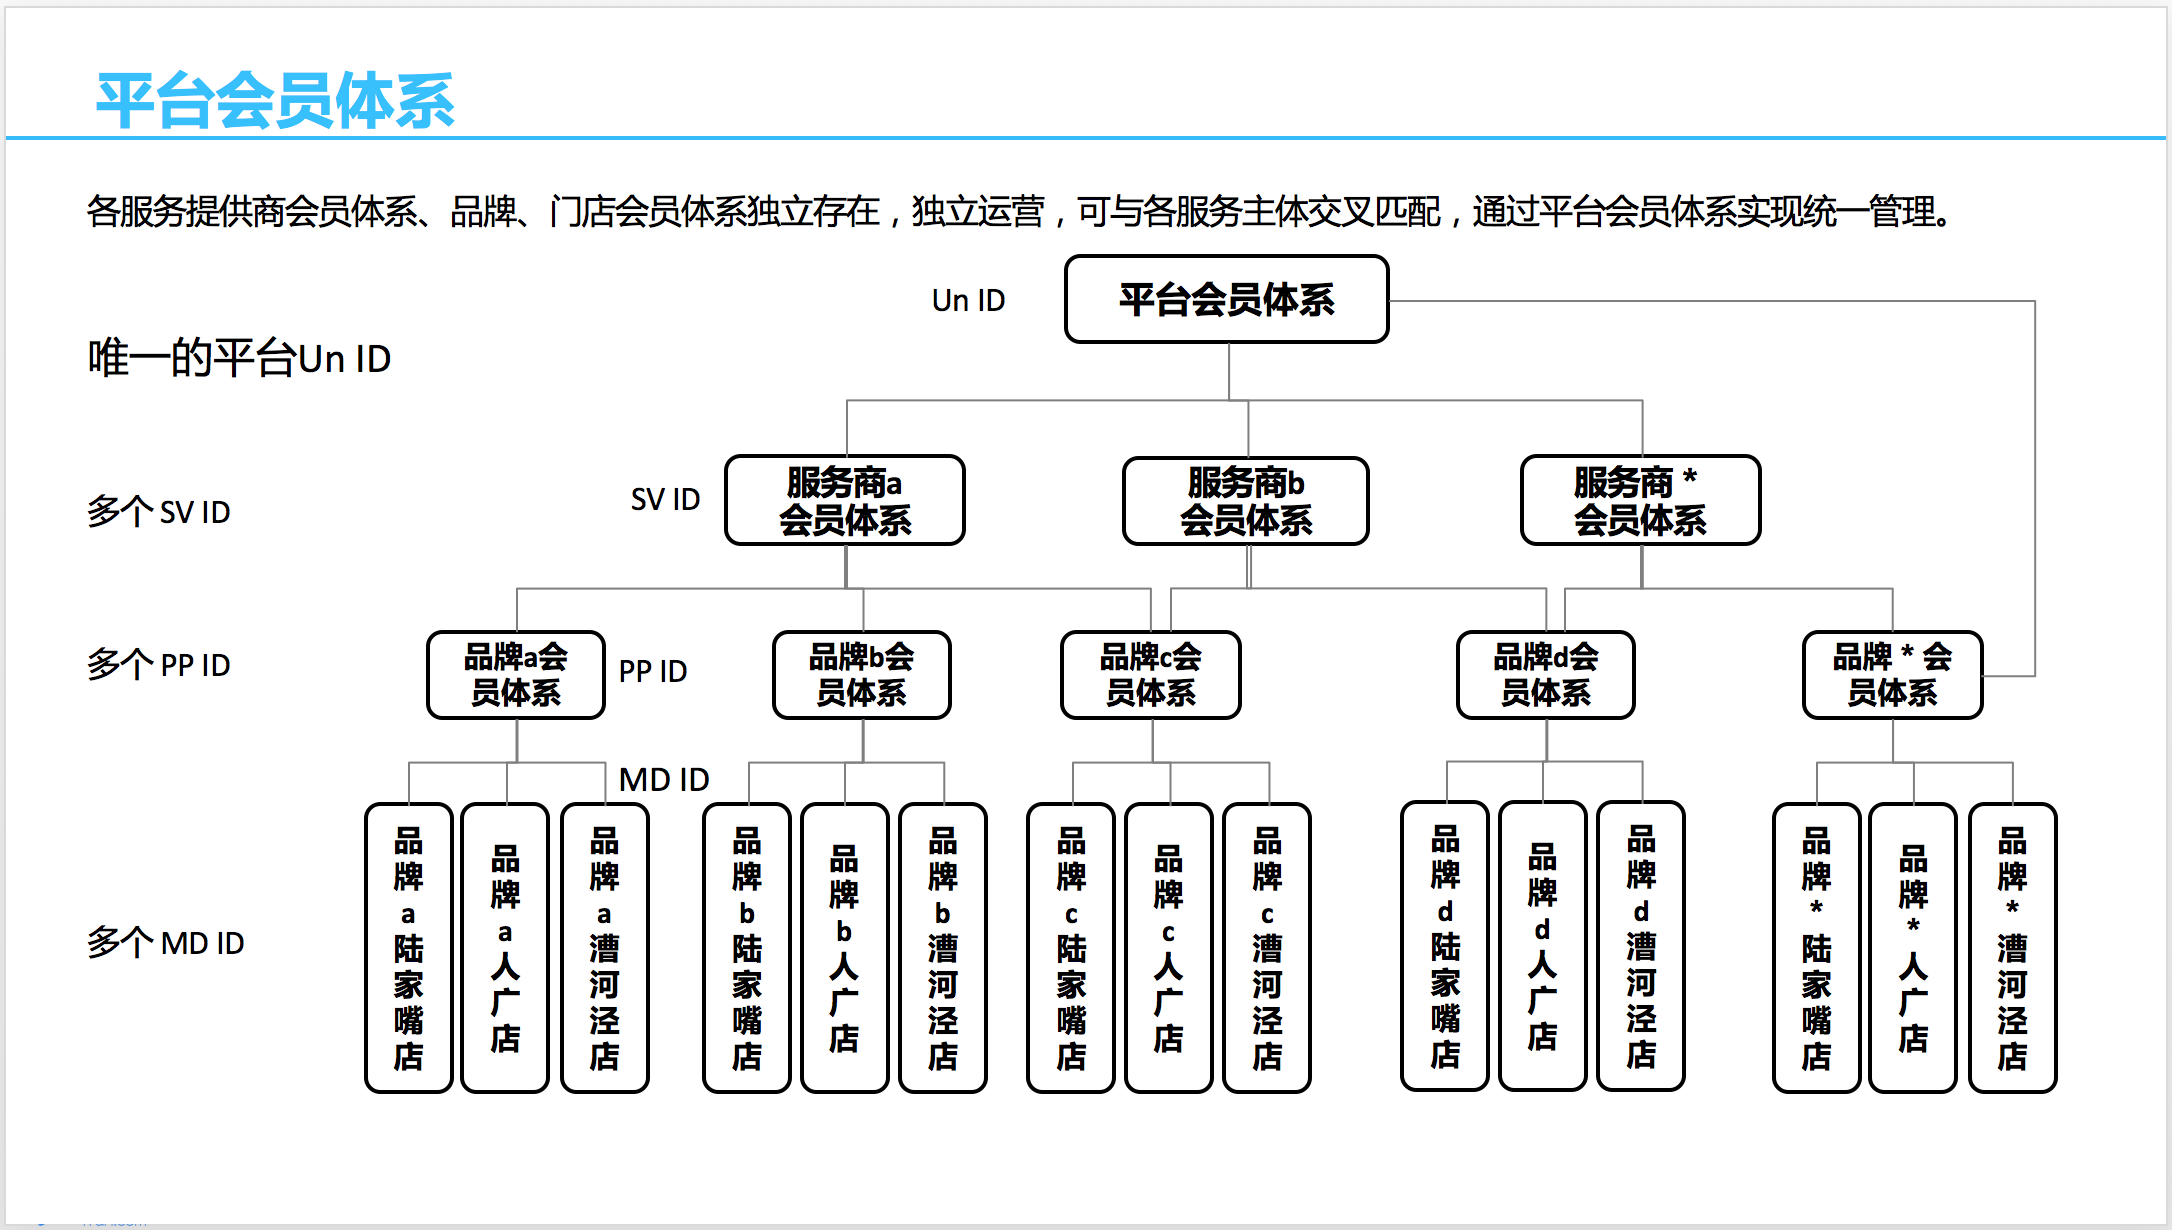 平台会员体系
各服务提供商会员体系、品牌、门店会员体系独立存在，独立运营，可与各服务主体交叉匹配，通过平台会员体系实现统一管理。
Un ID
平台会员体系
唯一的平台Un ID
多个 SV ID
SV ID
服务商a
会员体系
服务商b
会员体系
服务商 *
会员体系
多个 PP ID
品牌a会
员体系
PP ID
品牌b会
员体系
品牌c会
员体系
品牌d会
员体系
品牌 * 会
员体系
MD ID
多个 MD ID
品牌a陆家嘴店
品牌a人广店
品牌a漕河泾店
品牌b陆家嘴店
品牌b人广店
品牌b漕河泾店
品牌c陆家嘴店
品牌c人广店
品牌c漕河泾店
品牌d陆家嘴店
品牌d人广店
品牌d漕河泾店
品牌*陆家嘴店
品牌*人广店
品牌*漕河泾店